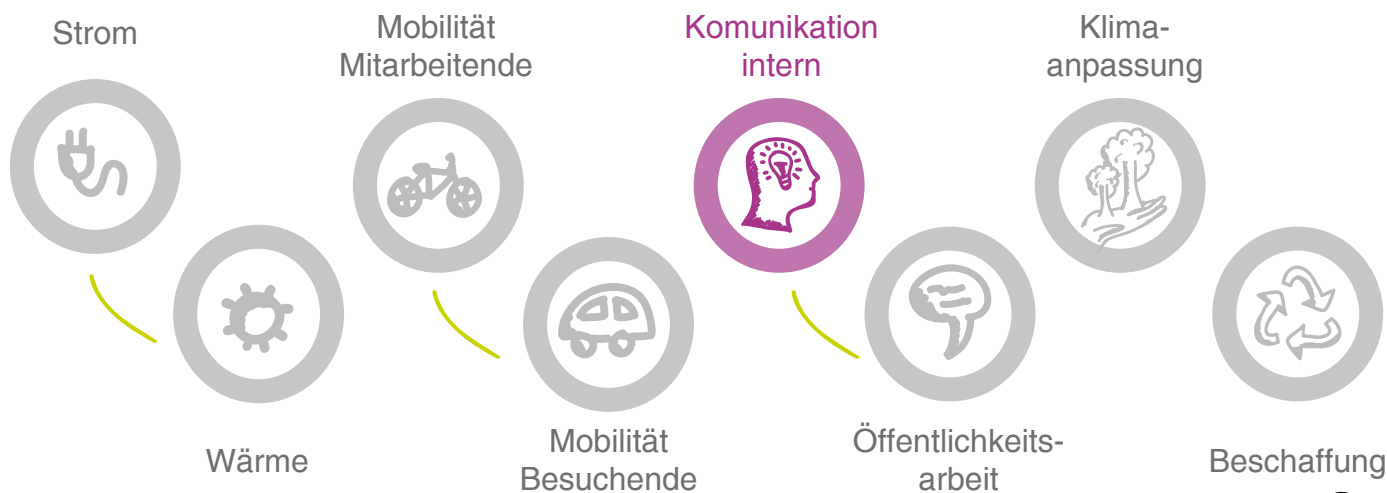 Strom
Mobilität
Mitarbeitende
Komunikation
intern
Klima-
anpassung
Wärme
Mobilität
Besuchende
Öffentlichkeits-
arbeit
Beschaffung